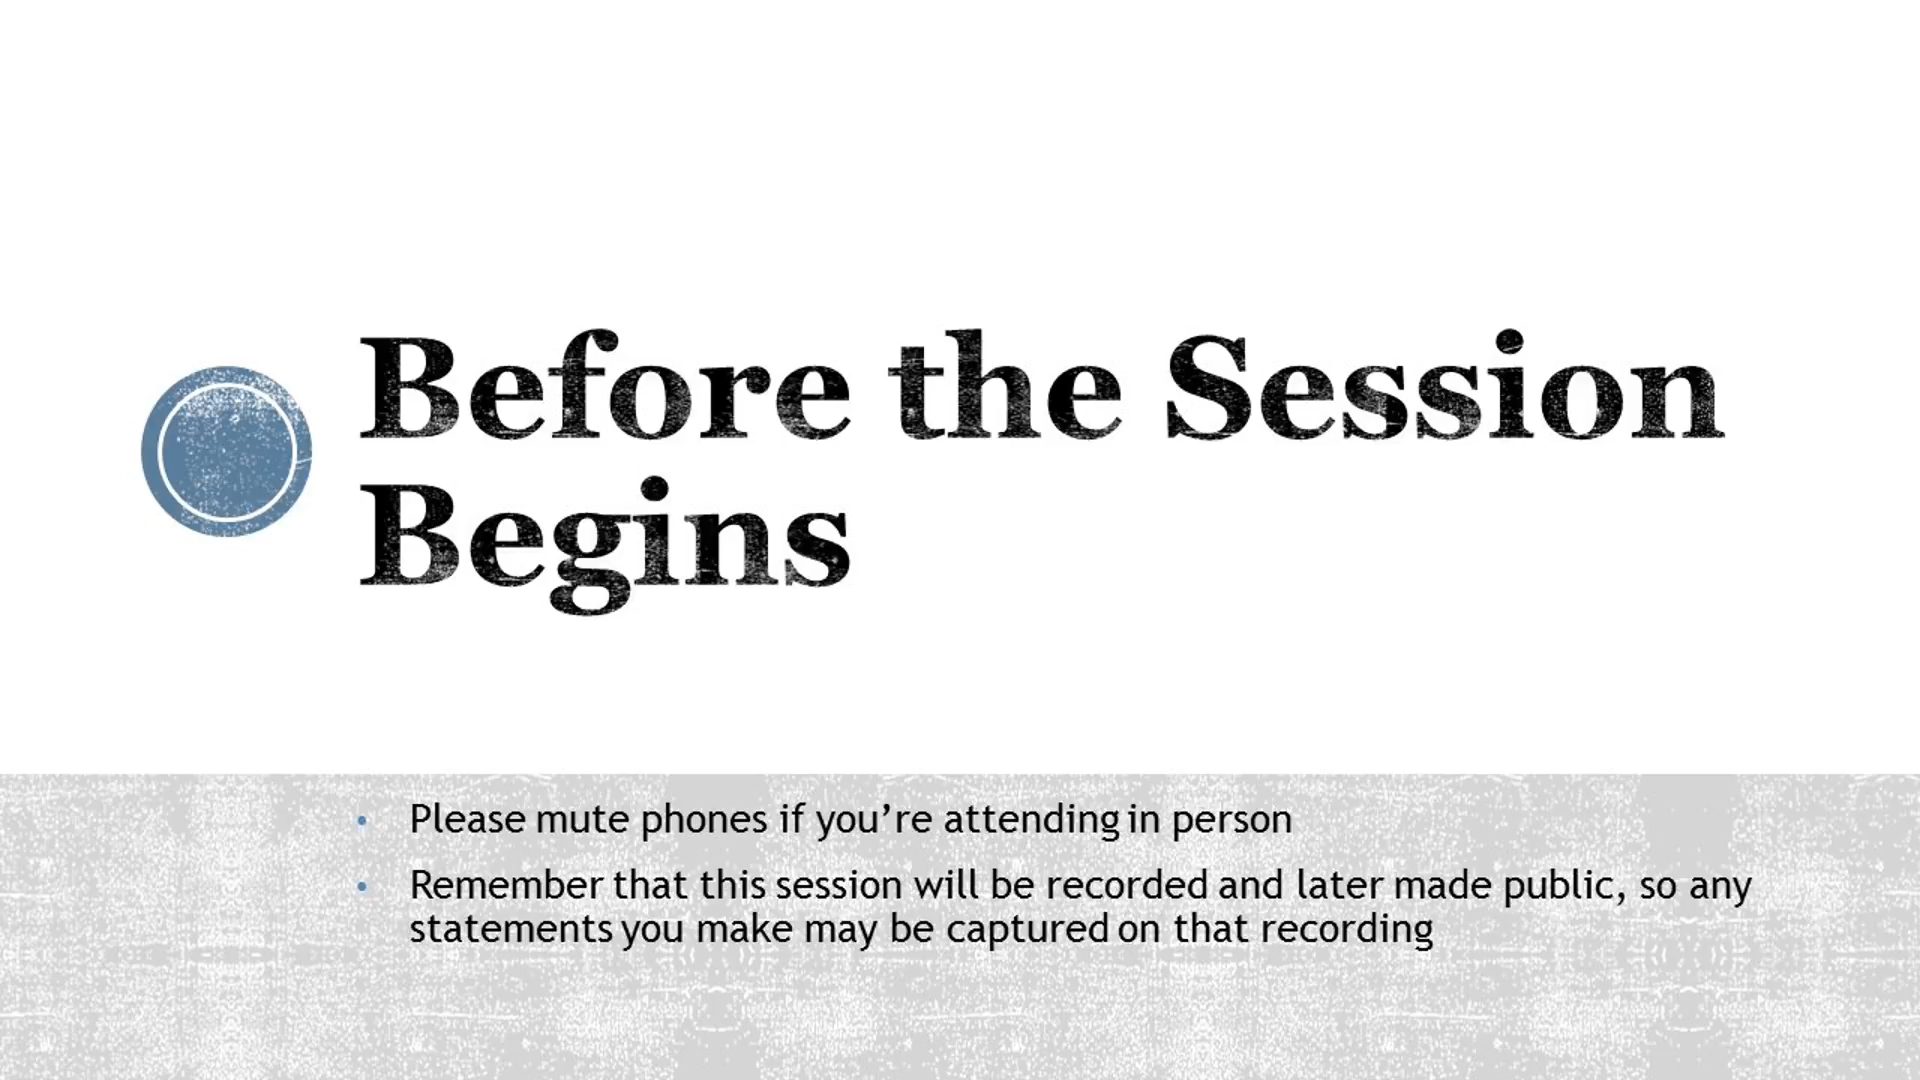 Before the Session
Begins
• Please mute phones if you’re attending in person
• Remember that this session will be recorded and later made public, so any
statements you make may be captured on that recording